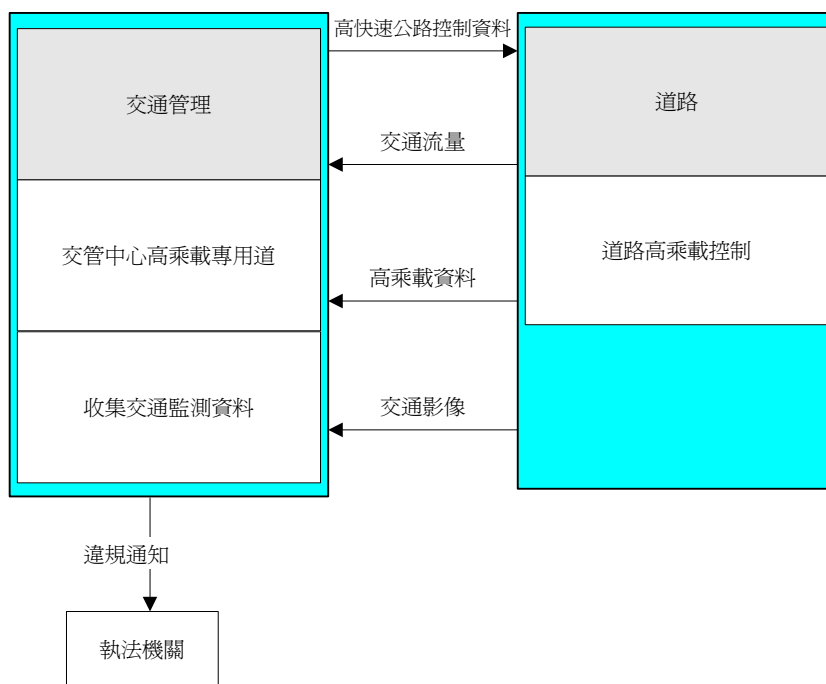 高快速公路控制資料
交通管理
道路
交通流量
交管中心高乘載專用道
道路高乘載控制
高乘載資料
收集交通監測資料
交通影像
違規通知
執法機關